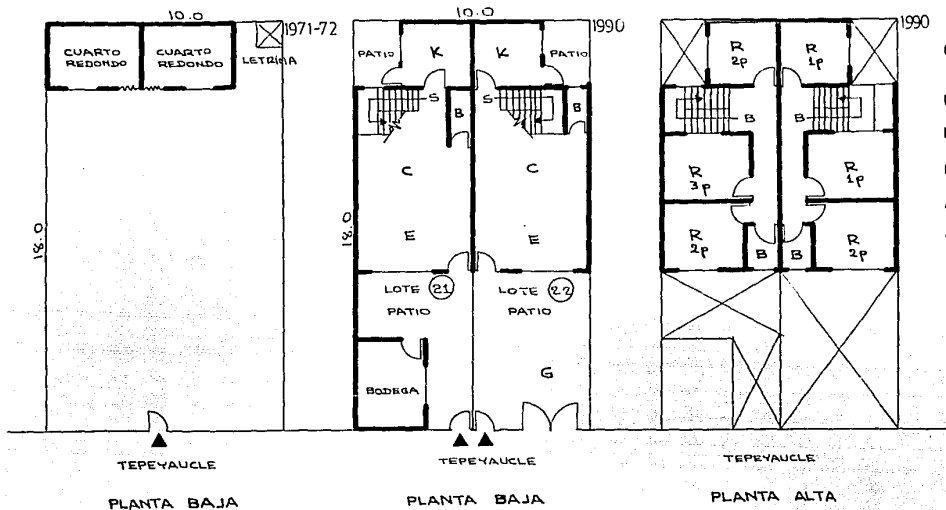 10.0
1971-72
CUARTO
REDONDO
CUARTO
REDONDO
LETRINA
18.0
TEPEYAUCLE
PLANTA BAJA
10.0
1990
PATIO
K
K
PATIO
S
S
B
B
C
C
18.0
E
E
LOTE 21
LOTE 22
PATIO
PATIO
BODEGA
G
TEPEYAUCLE
PLANTA BAJA
1990
R
2p
R
1p
B
B
R
3p
R
1p
R
2p
R
2p
B
B
TEPEYAUCLE
PLANTA ALTA